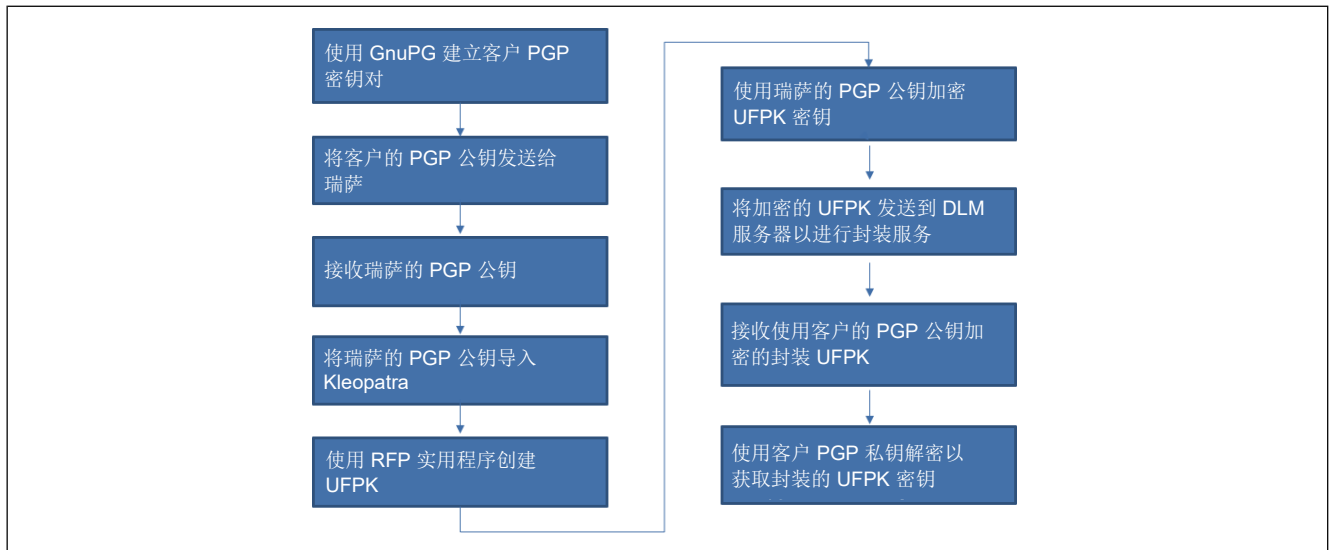 使用 GnuPG 建立客户 PGP
密钥对
将客户的 PGP 公钥发送给
瑞萨
接收瑞萨的 PGP 公钥
将瑞萨的 PGP 公钥导入
Kleopatra
使用 RFP 实用程序创建
UFPK
使用瑞萨的 PGP 公钥加密
UFPK 密钥
将加密的 UFPK 发送到 DLM
服务器以进行封装服务
接收使用客户的 PGP 公钥加
密的封装 UFPK
使用客户 PGP 私钥解密以
获取封装的 UFPK 密钥